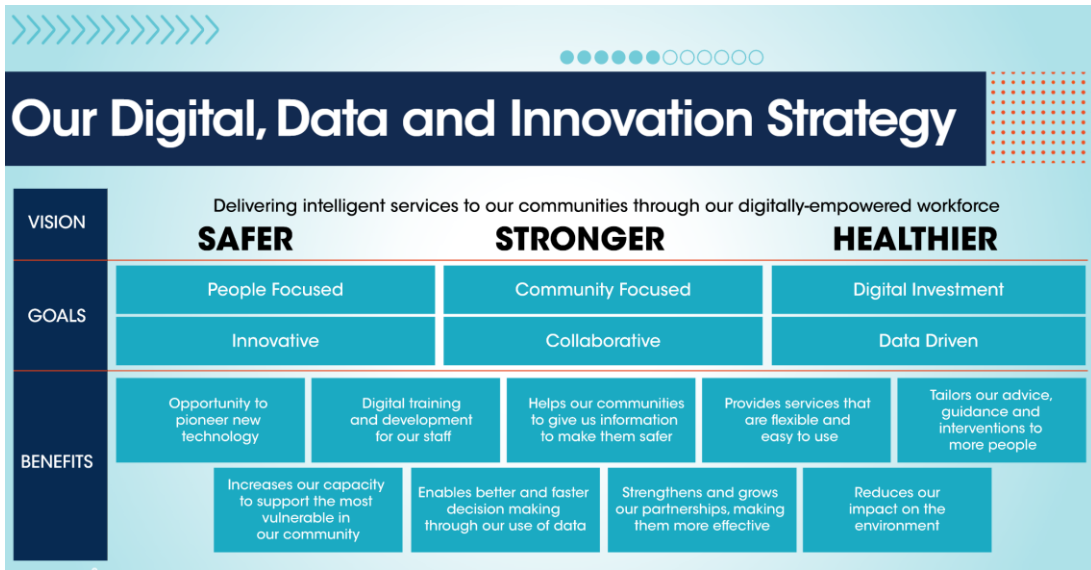 Our Digital, Data and Innovation Strategy
VISION
Delivering intelligent services to our communities through our digitally-empowered workforce
SAFER
STRONGER
HEALTHIER
GOALS
People Focused
Community Focused
Digital Investment
Innovative
Collaborative
Data Driven
BENEFITS
Opportunity to
pioneer new
technology
Digital training
and development
for our staff
Helps our communities
to give us information
to make them safer
Provides services that
are flexible and
easy to use
Tailors our advice,
guidance and
interventions to
more people
Increases our capacity
to support the most
vulnerable in
our community
Enables better and faster
decision making
through our use of data
Strengthens and grows
our partnerships, making
them more effective
Reduces our
impact on the
environment